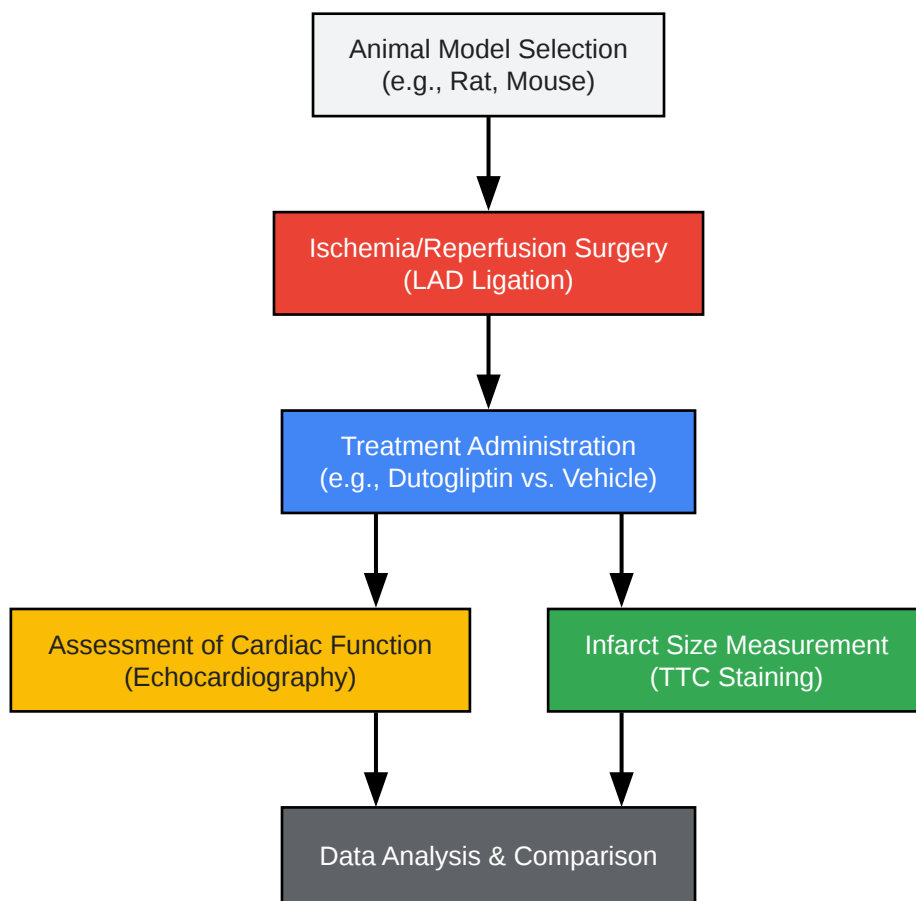 Animal Model Selection
(e.g., Rat, Mouse)
Ischemia/Reperfusion Surgery
(LAD Ligation)
Treatment Administration
(e.g., Dutogliptin vs. Vehicle)
Assessment of Cardiac Function
(Echocardiography)
Infarct Size Measurement
(TTC Staining)
Data Analysis & Comparison